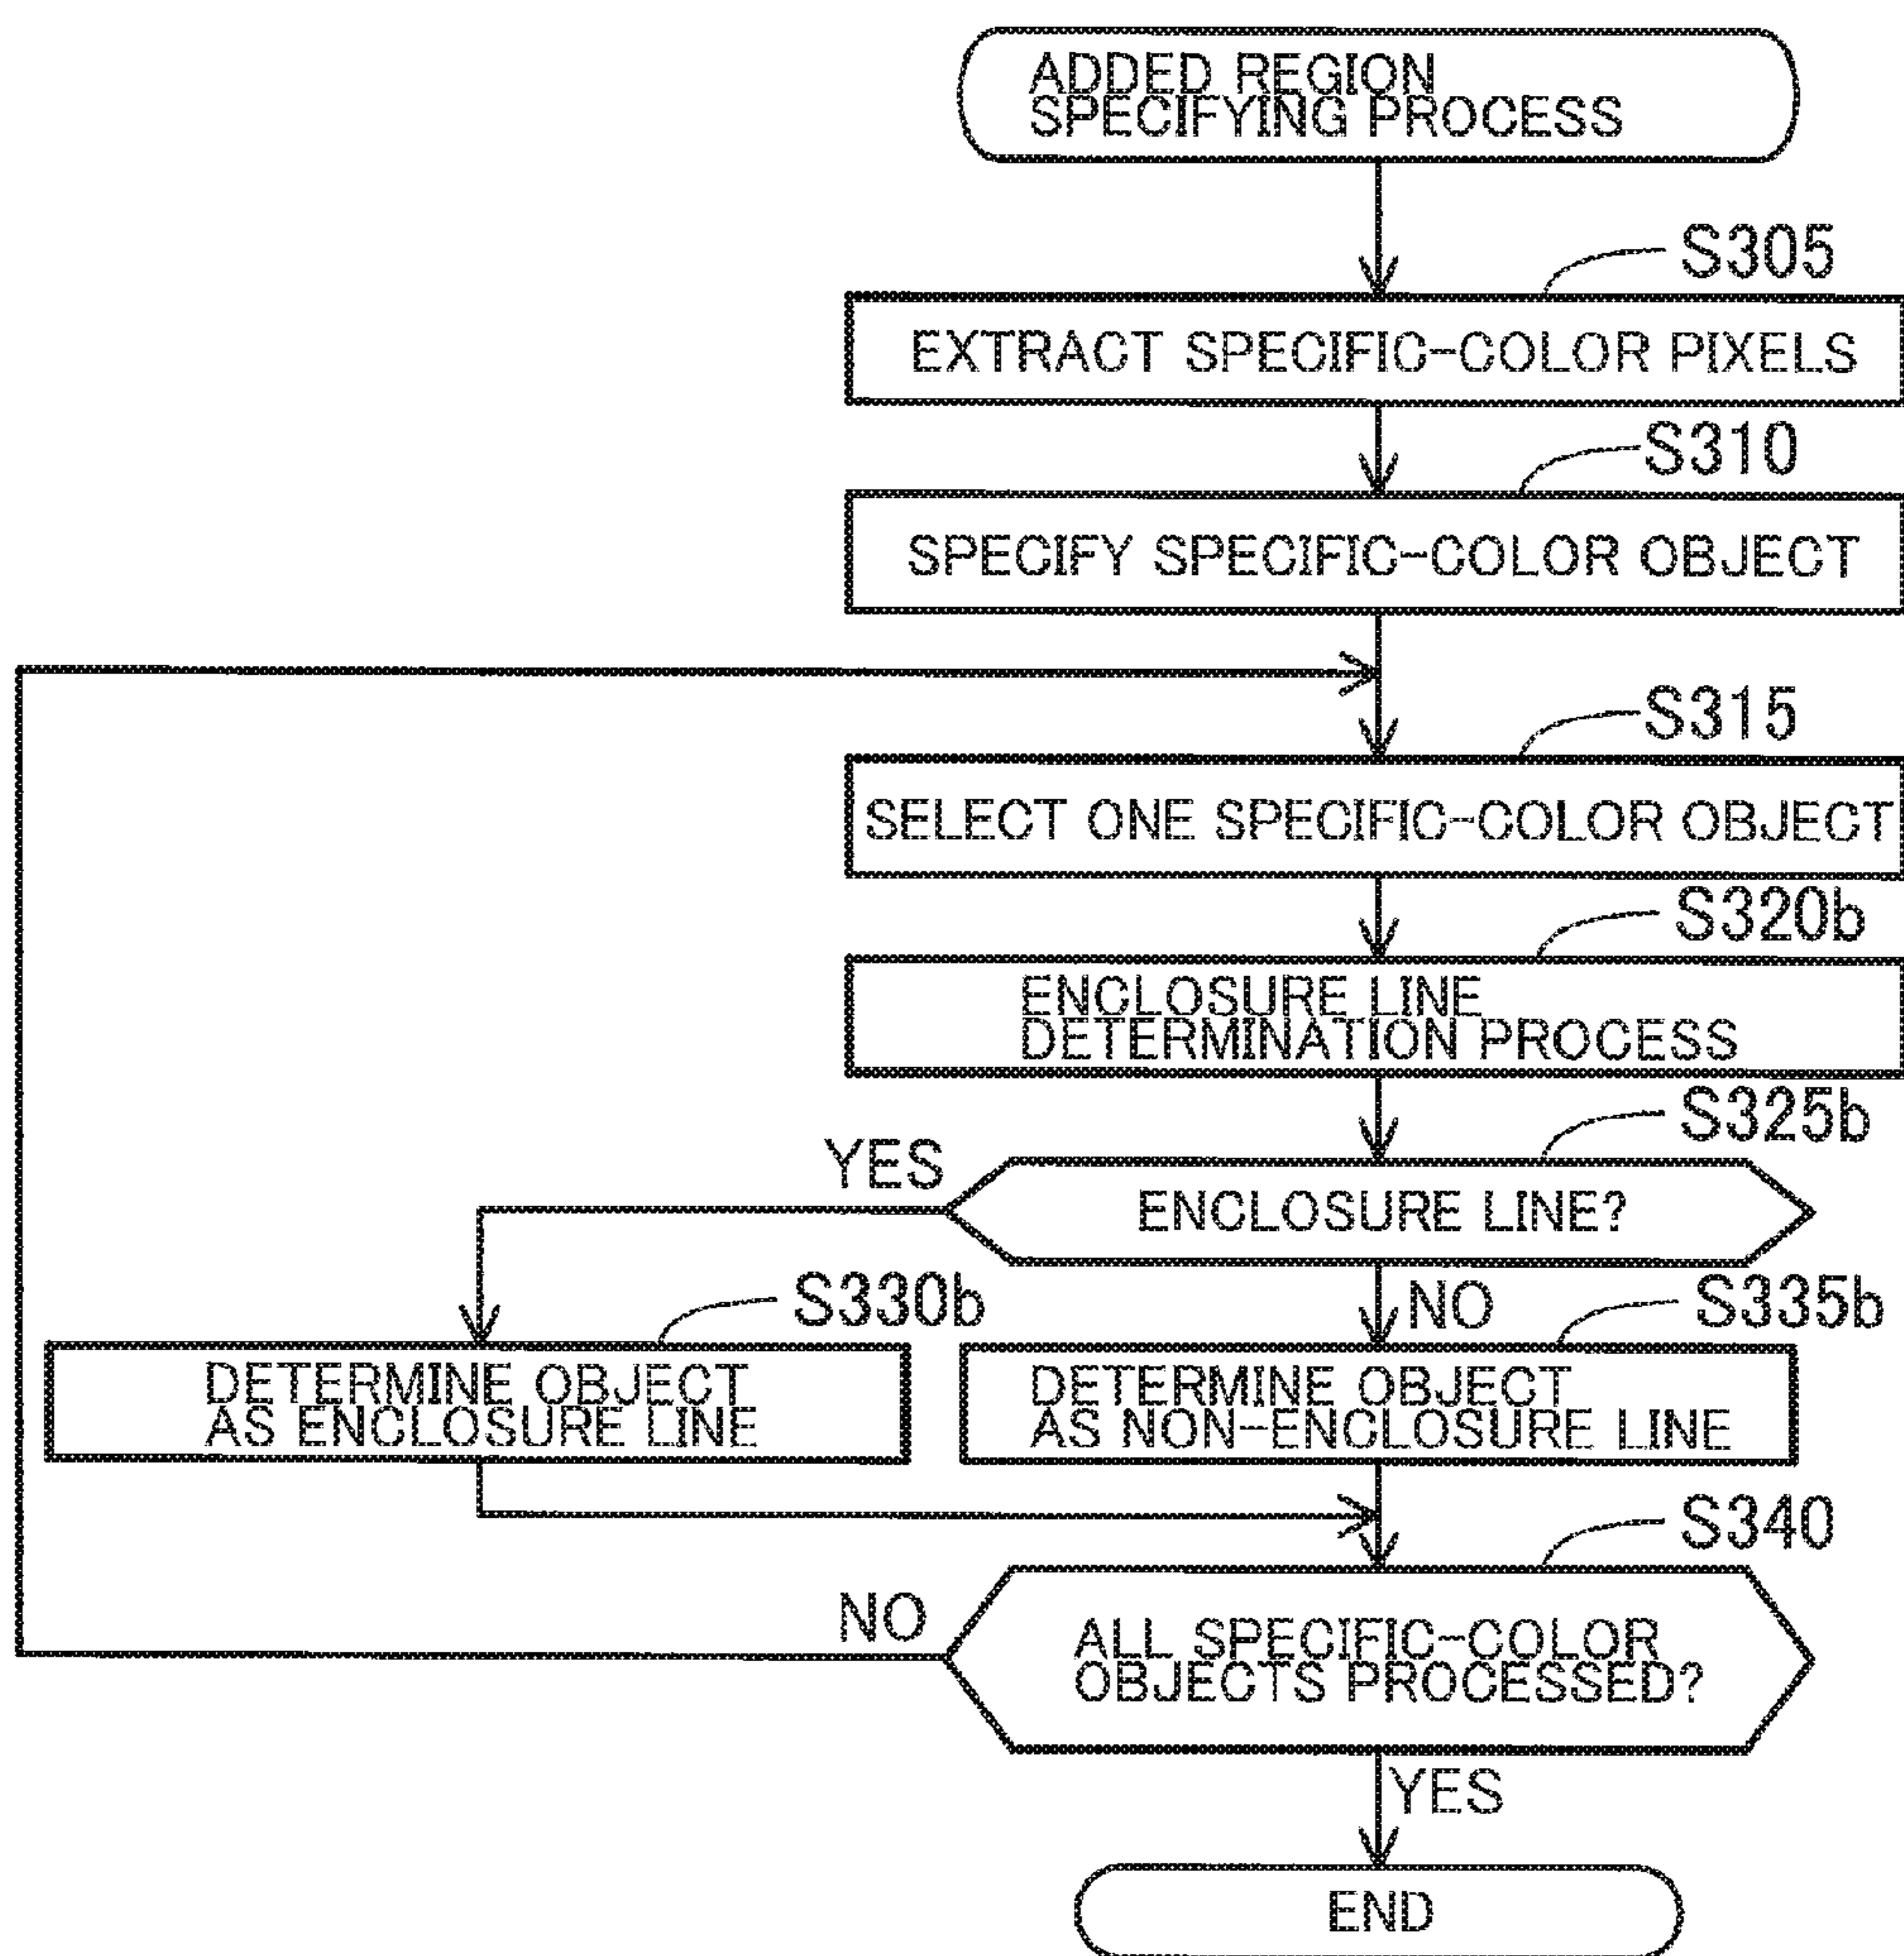 ADDED REGION
SPECIFYING PROCESS
S305
EXTRACT SPECIFIC-COLOR PIXELS
S310
SPECIFY SPECIFIC-COLOR OBJECT
S315
SELECT ONE SPECIFIC-COLOR OBJECT
S320b
ENCLOSURE LINE
DETERMINATION PROCESS
S325b
YES
ENCLOSURE LINE?
S330b
NO
S335b
DETERMINE OBJECT
AS ENCLOSURE LINE
DETERMINE OBJECT
AS NON-ENCLOSURE LINE
S340
NO
ALL SPECIFIC-COLOR
OBJECTS PROCESSED?
YES
END